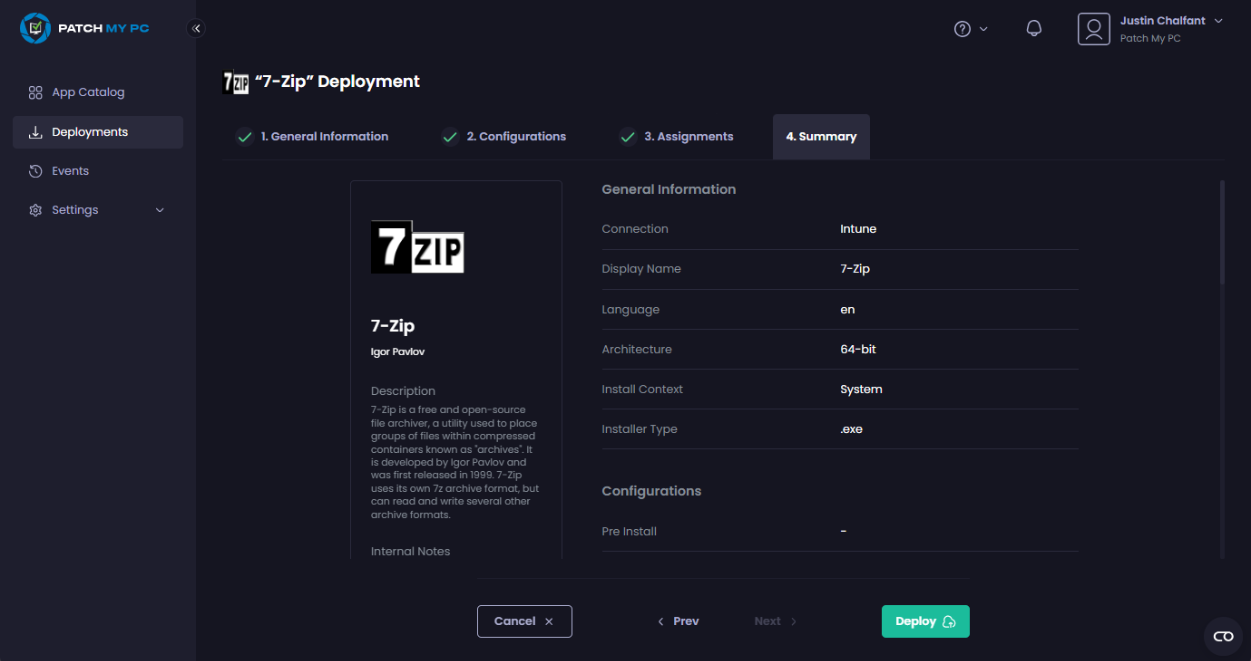 PATCH MY PC
Justin Chalfant
Patch My PC
App Catalog
Deployments
Events
Settings
7ZIP "7-Zip" Deployment
1. General Information
2. Configurations
3. Assignments
4. Summary
7ZIP
7-Zip
Igor Pavlov
Description
7-Zip is a free and open-source
file archiver, a utility used to place
groups of files within compressed
containers known as "archives". It
is developed by Igor Pavlov and
was first released in 1999. 7-Zip
uses its own 7z archive format, but
can read and write several other
archive formats.
Internal Notes
General Information
Connection Intune
Display Name 7-Zip
Language en
Architecture 64-bit
Install Context System
Installer Type .exe
Configurations
Pre Install -
Cancel
Prev
Next
Deploy